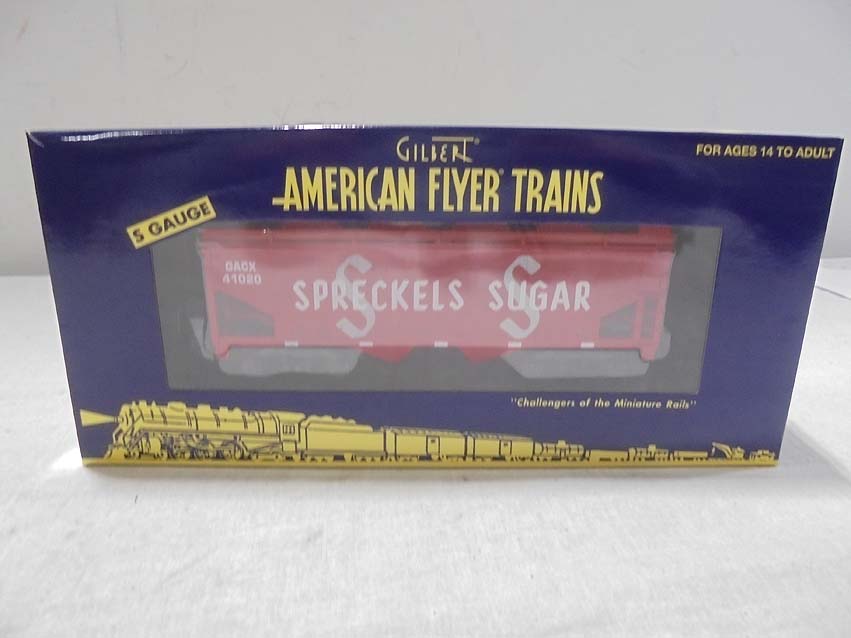 GILBERT®
AMERICAN FLYER® TRAINS
FOR AGES 14 TO ADULT
S GAUGE
GACX
41020
S S
SPRECKELS SUGAR
"Challengers of the Miniature Rails"